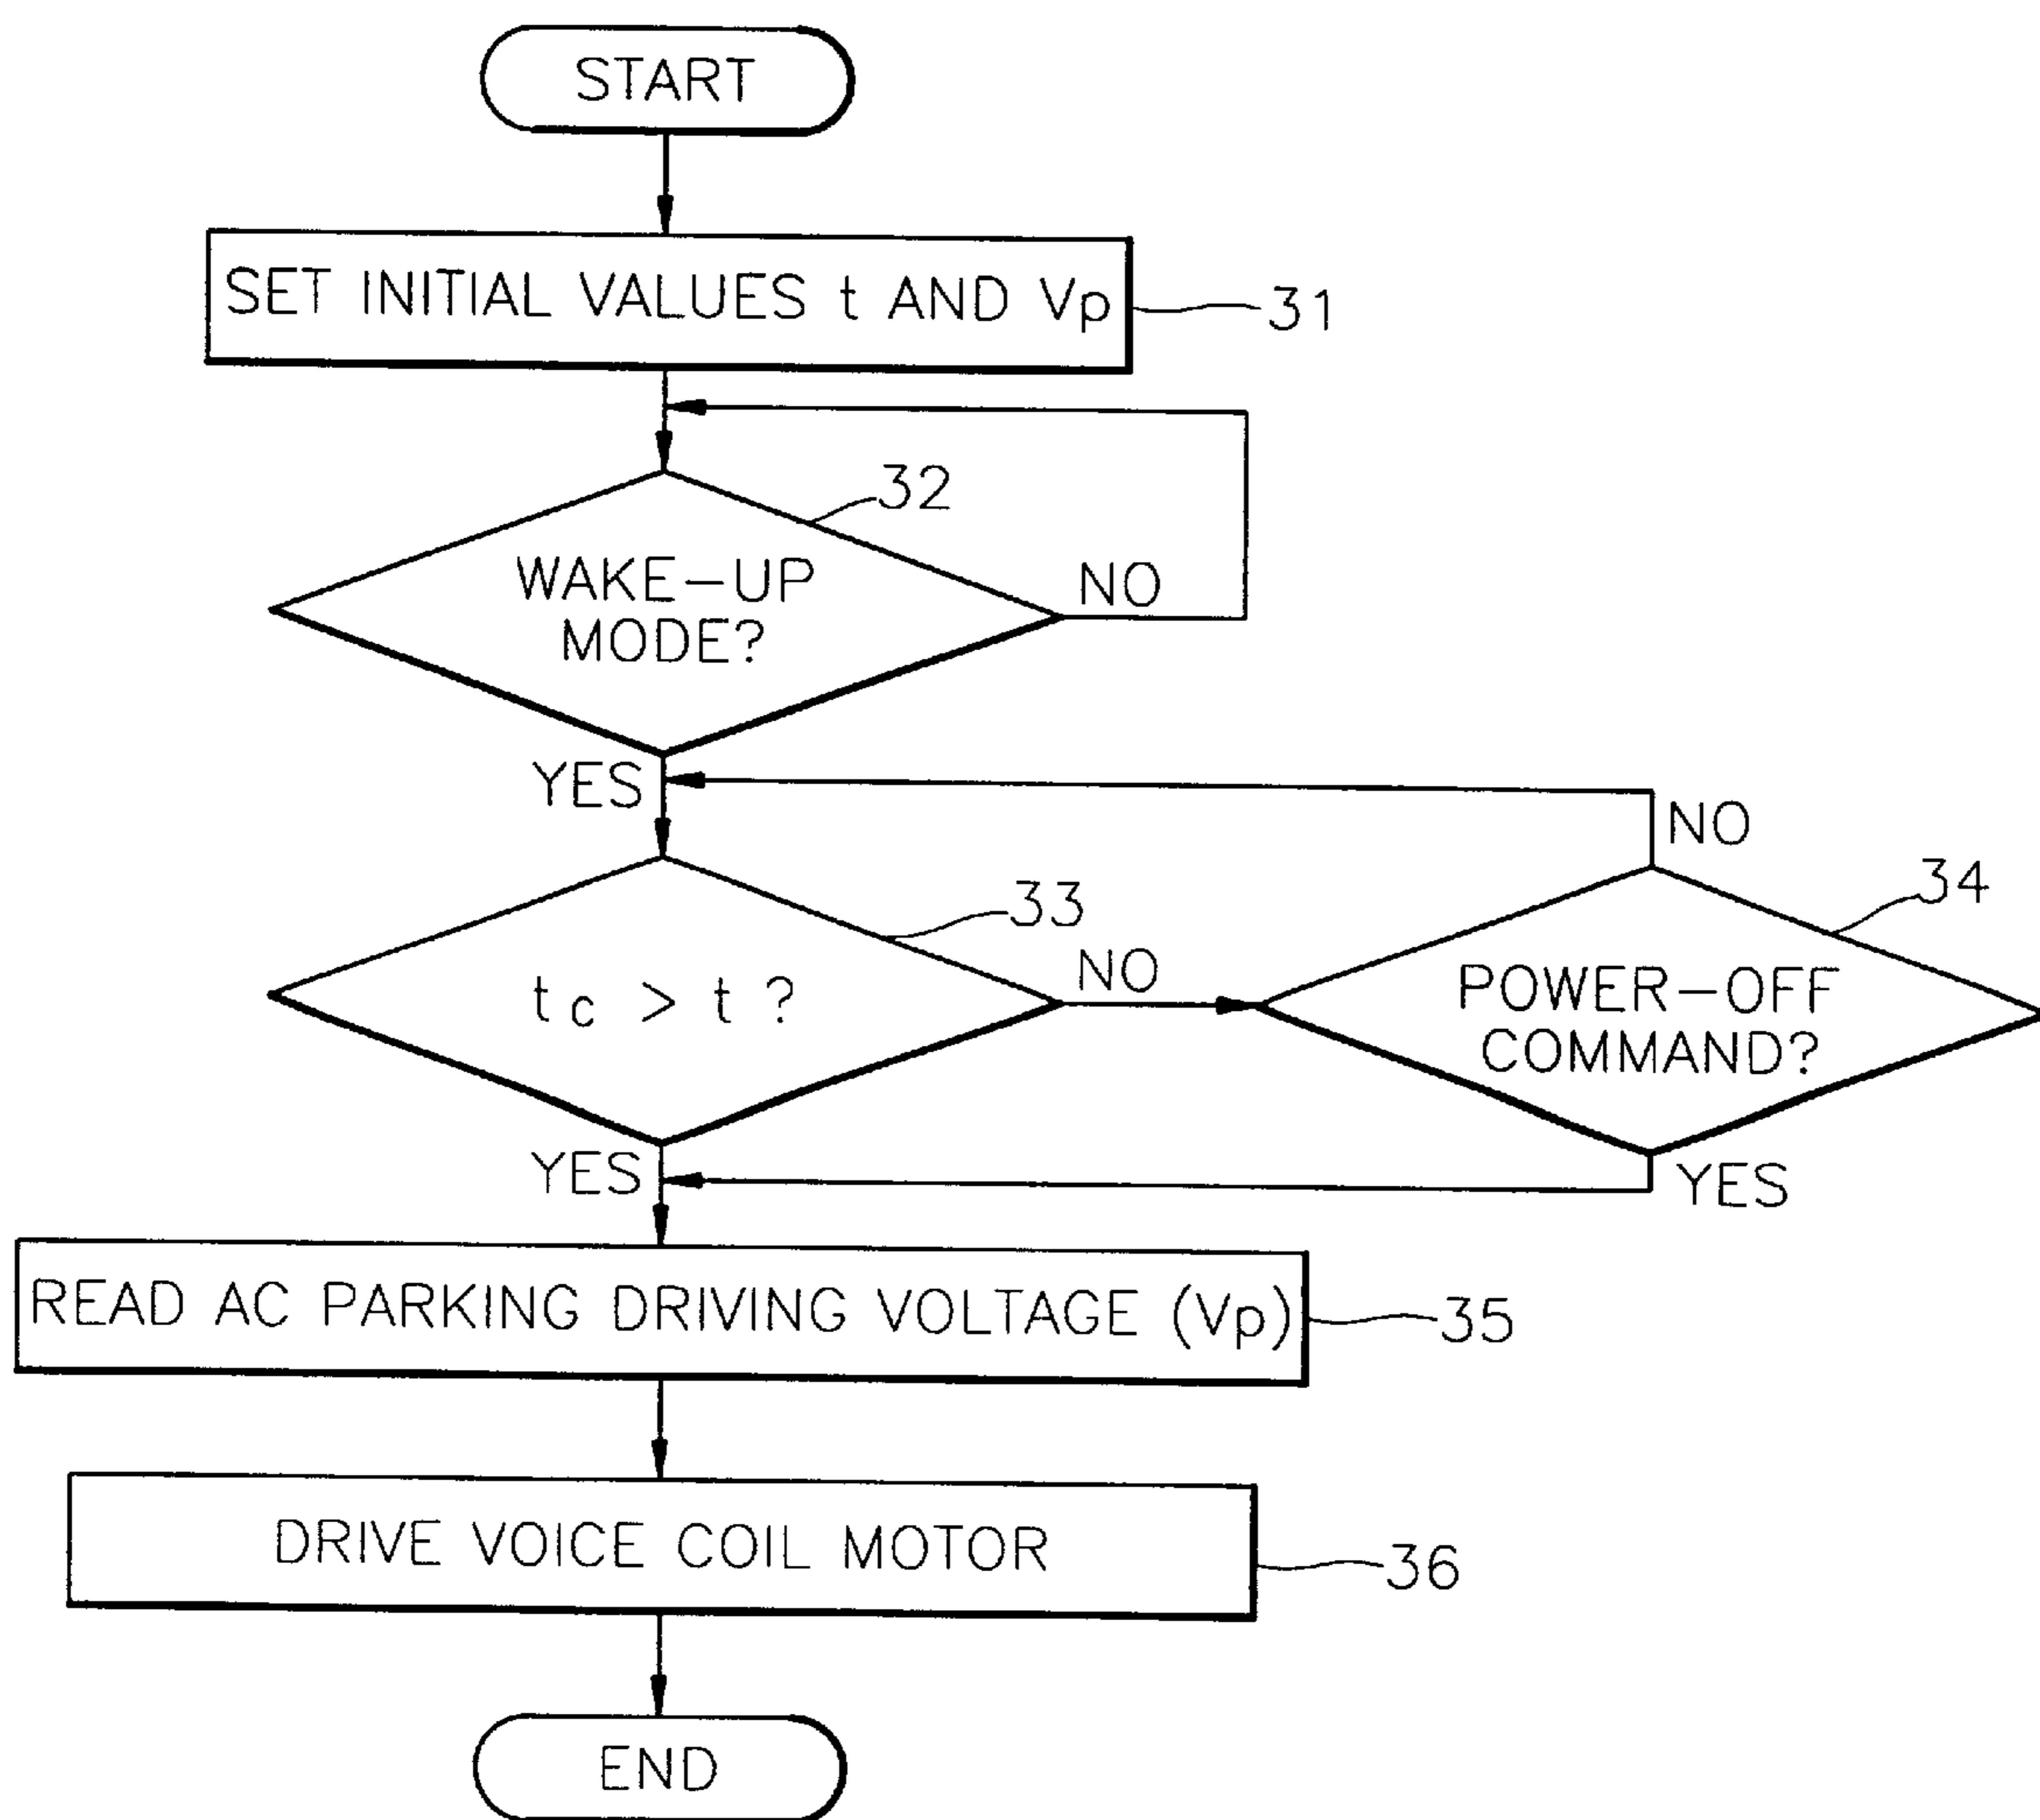 START
SET INITIAL VALUES t AND Vp
31
32
WAKE-UP
MODE?
NO
YES
NO
33
34
tc > t ?
NO
POWER-OFF
COMMAND?
YES
YES
READ AC PARKING DRIVING VOLTAGE (Vp)
35
DRIVE VOICE COIL MOTOR
36
END